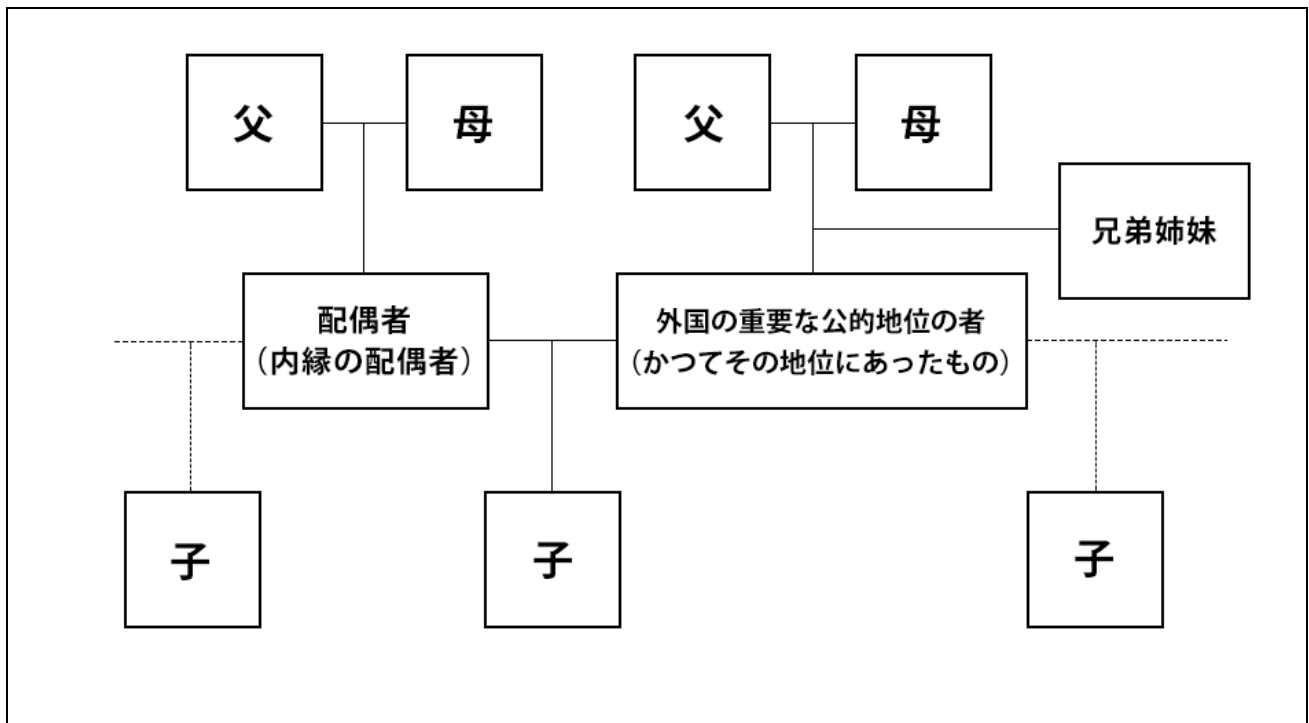 父
母
父
母
兄弟姉妹
配偶者
（内縁の配偶者）
外国の重要な公的地位の者
（かつてその地位にあったもの）
子
子
子